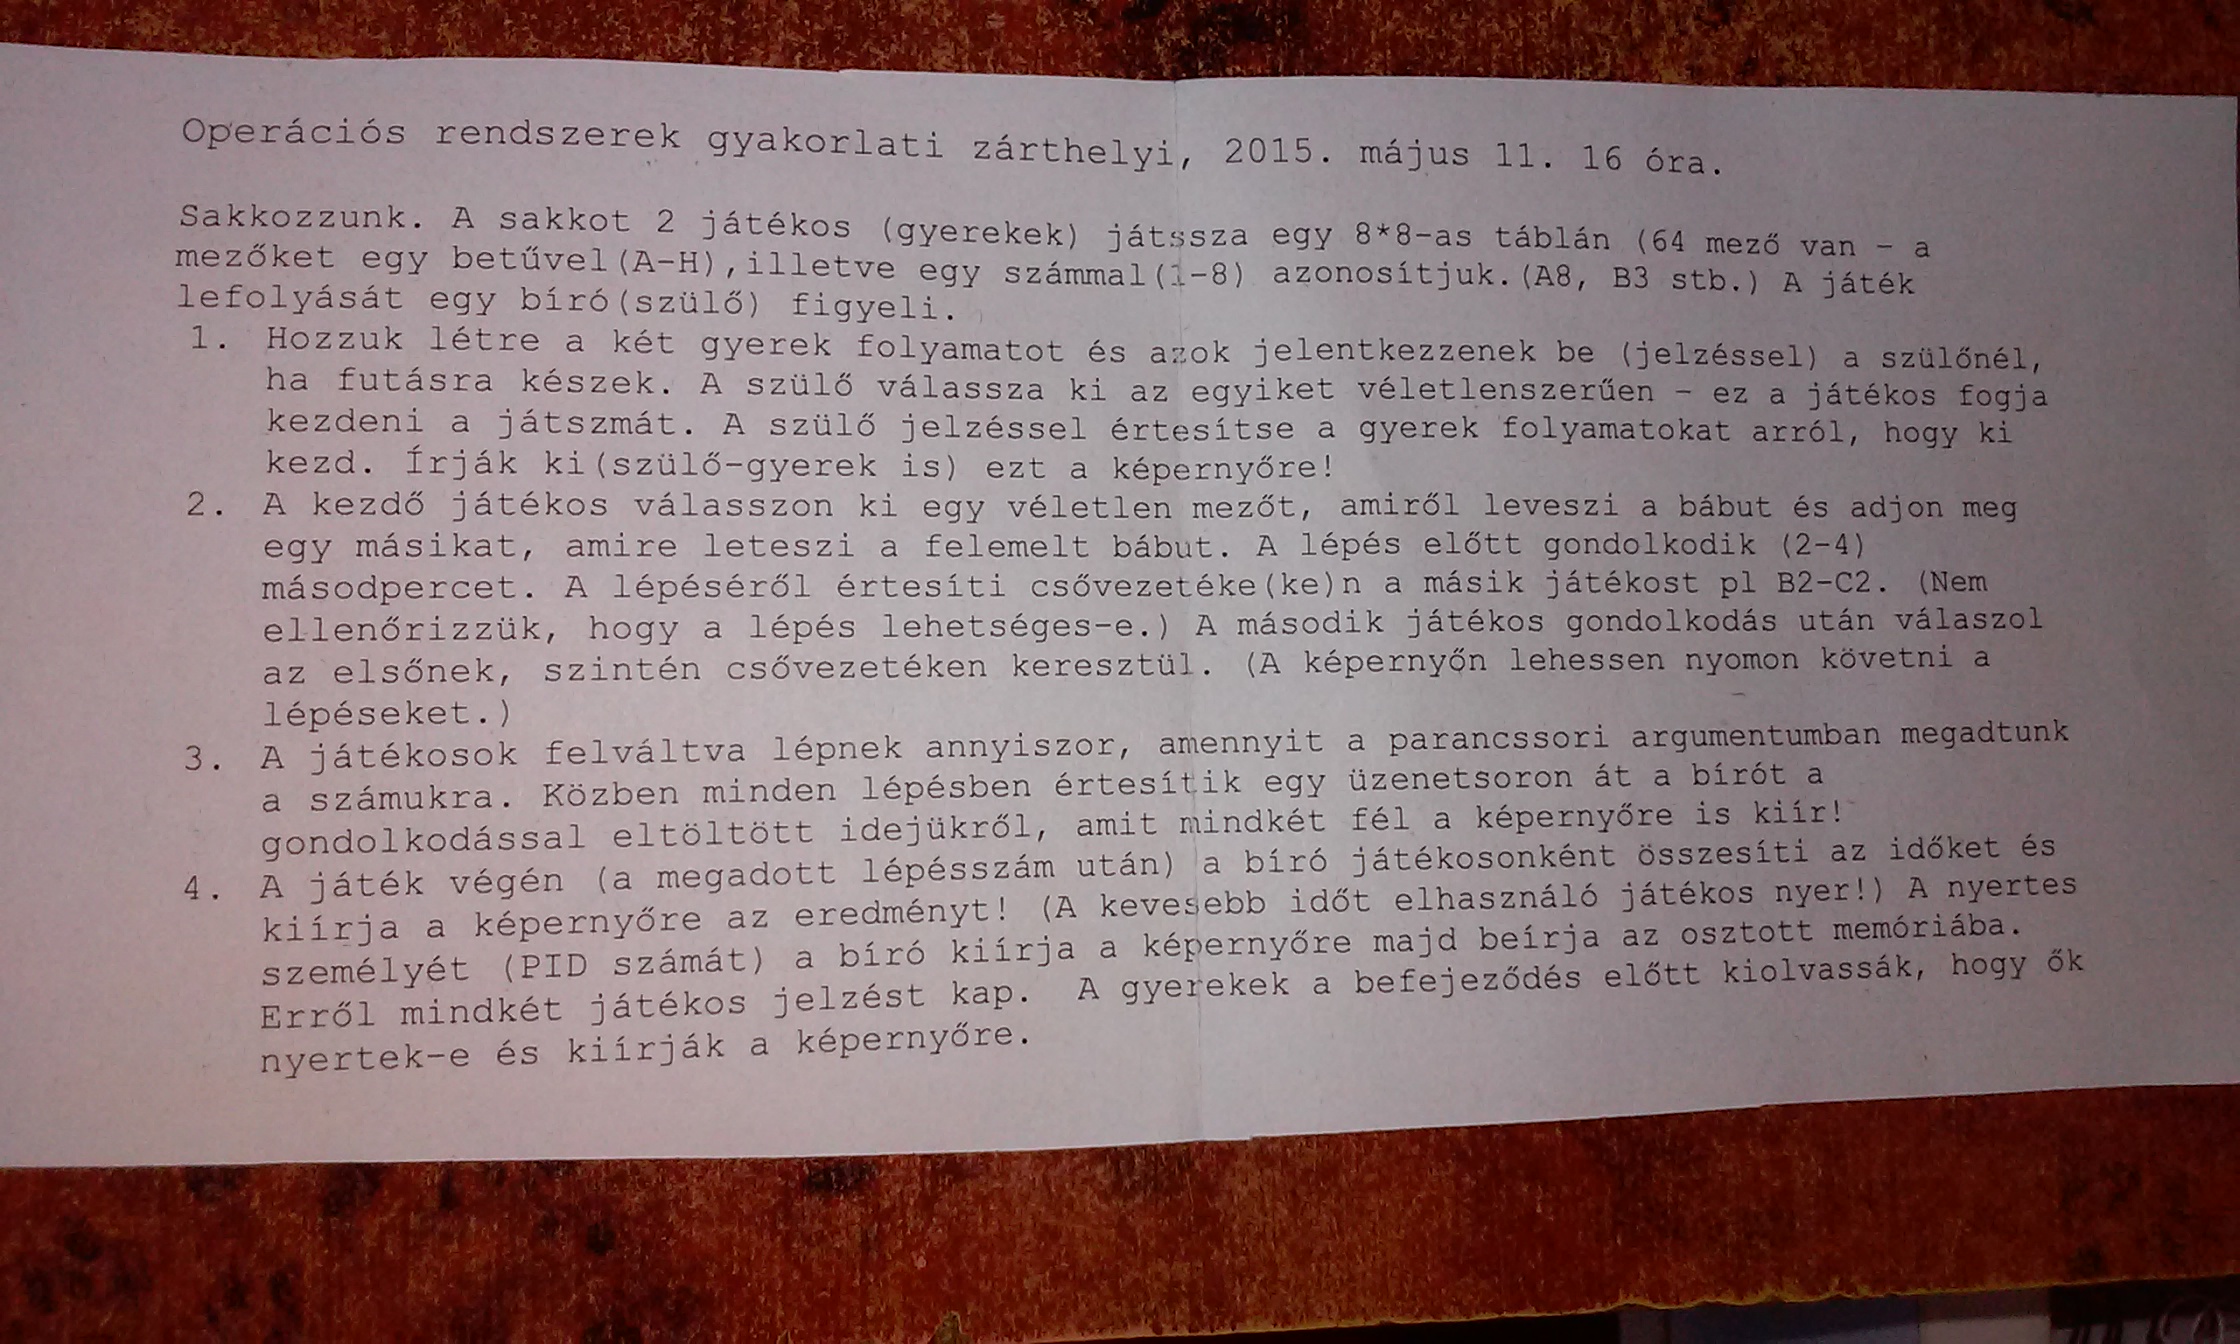 Operációs rendszerek gyakorlati zárthelyi, 2015. május 11. 16 óra.
Sakkozzunk. A sakkot 2 játékos (gyerekek) játssza egy 8*8-as táblán (64 mező van - a
mezőket egy betűvel(A-H),illetve egy számmal(1-8) azonosítjuk.(A8, B3 stb.) A játék
lefolyását egy bíró(szülő) figyeli.
1. Hozzuk létre a két gyerek folyamatot és azok jelentkezzenek be (jelzéssel) a szülőnél,
ha futásra készek. A szülő válassza ki az egyiket véletlenszerűen - ez a játékos fogja
kezdeni a játszmát. A szülő jelzéssel értesítse a gyerek folyamatokat arról, hogy ki
kezd. Írják ki(szülő-gyerek is) ezt a képernyőre!
2. A kezdő játékos válasszon ki egy véletlen mezőt, amiről leveszi a bábut és adjon meg
egy másikat, amire leteszi a felemelt bábut. A lépés előtt gondolkodik (2-4)
másodpercet. A lépéséről értesíti csővezetéke(ke)n a másik játékost pl B2-C2. (Nem
ellenőrizzük, hogy a lépés lehetséges-e.) A második játékos gondolkodás után válaszol
az elsőnek, szintén csővezetéken keresztül. (A képernyőn lehessen nyomon követni a
lépéseket.)
3. A játékosok felváltva lépnek annyiszor, amennyit a parancssori argumentumban megadtunk
a számukra. Közben minden lépésben értesítik egy üzenetsoron át a bírót a
gondolkodással eltöltött idejükről, amit mindkét fél a képernyőre is kiír!
4. A játék végén (a megadott lépésszám után) a bíró játékosonként összesíti az időket és
kiírja a képernyőre az eredményt! (A kevesebb időt elhasználó játékos nyer!) A nyertes
személyét (PID számát) a bíró kiírja a képernyőre majd beírja az osztott memóriába.
Erről mindkét játékos jelzést kap. A gyerekek a befejeződés előtt kiolvassák, hogy ők
nyertek-e és kiírják a képernyőre.